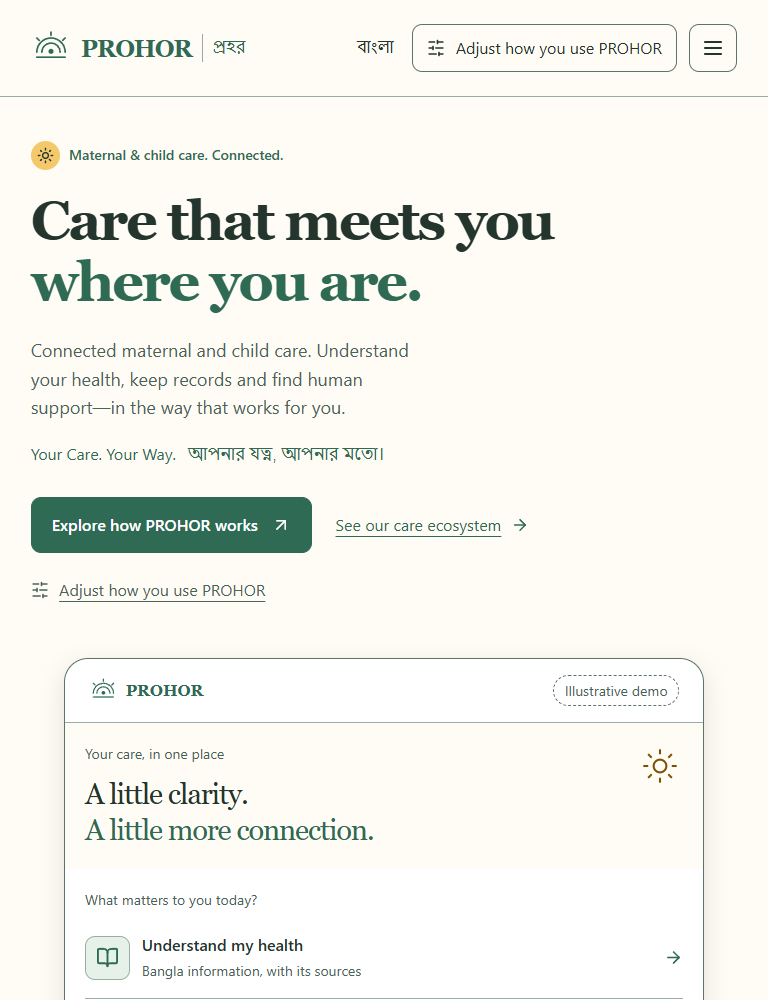 PROHOR প্রহর
বাংলা
Adjust how you use PROHOR
Maternal & child care. Connected.
Care that meets you
where you are.
Connected maternal and child care. Understand
your health, keep records and find human
support—in the way that works for you.
Your Care. Your Way. আপনার যত্ন, আপনার মতো।
Explore how PROHOR works
See our care ecosystem
Adjust how you use PROHOR
PROHOR
Illustrative demo
Your care, in one place
A little clarity.
A little more connection.
What matters to you today?
Understand my health
Bangla information, with its sources